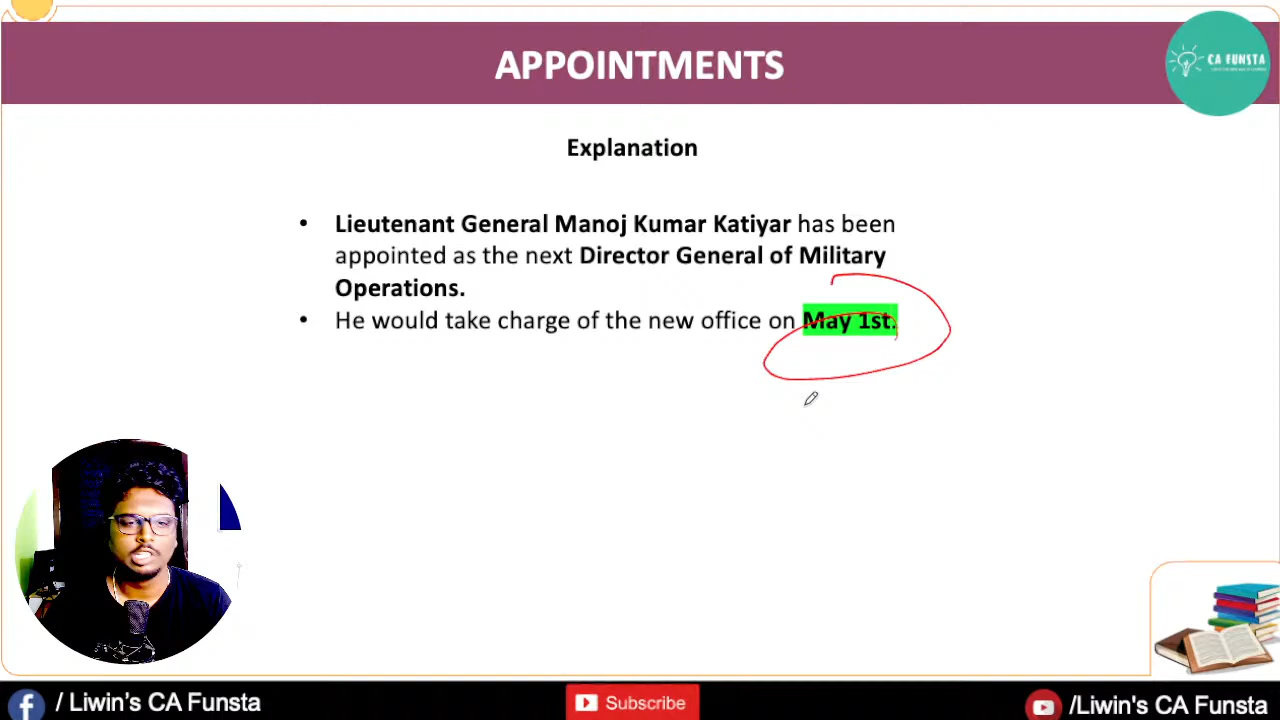 APPOINTMENTS
CA FUNSTA
Explanation
• Lieutenant General Manoj Kumar Katiyar has been
appointed as the next Director General of Military
Operations.
• He would take charge of the new office on May 1st.
/ Liwin's CA Funsta
Subscribe
/Liwin's CA Funsta